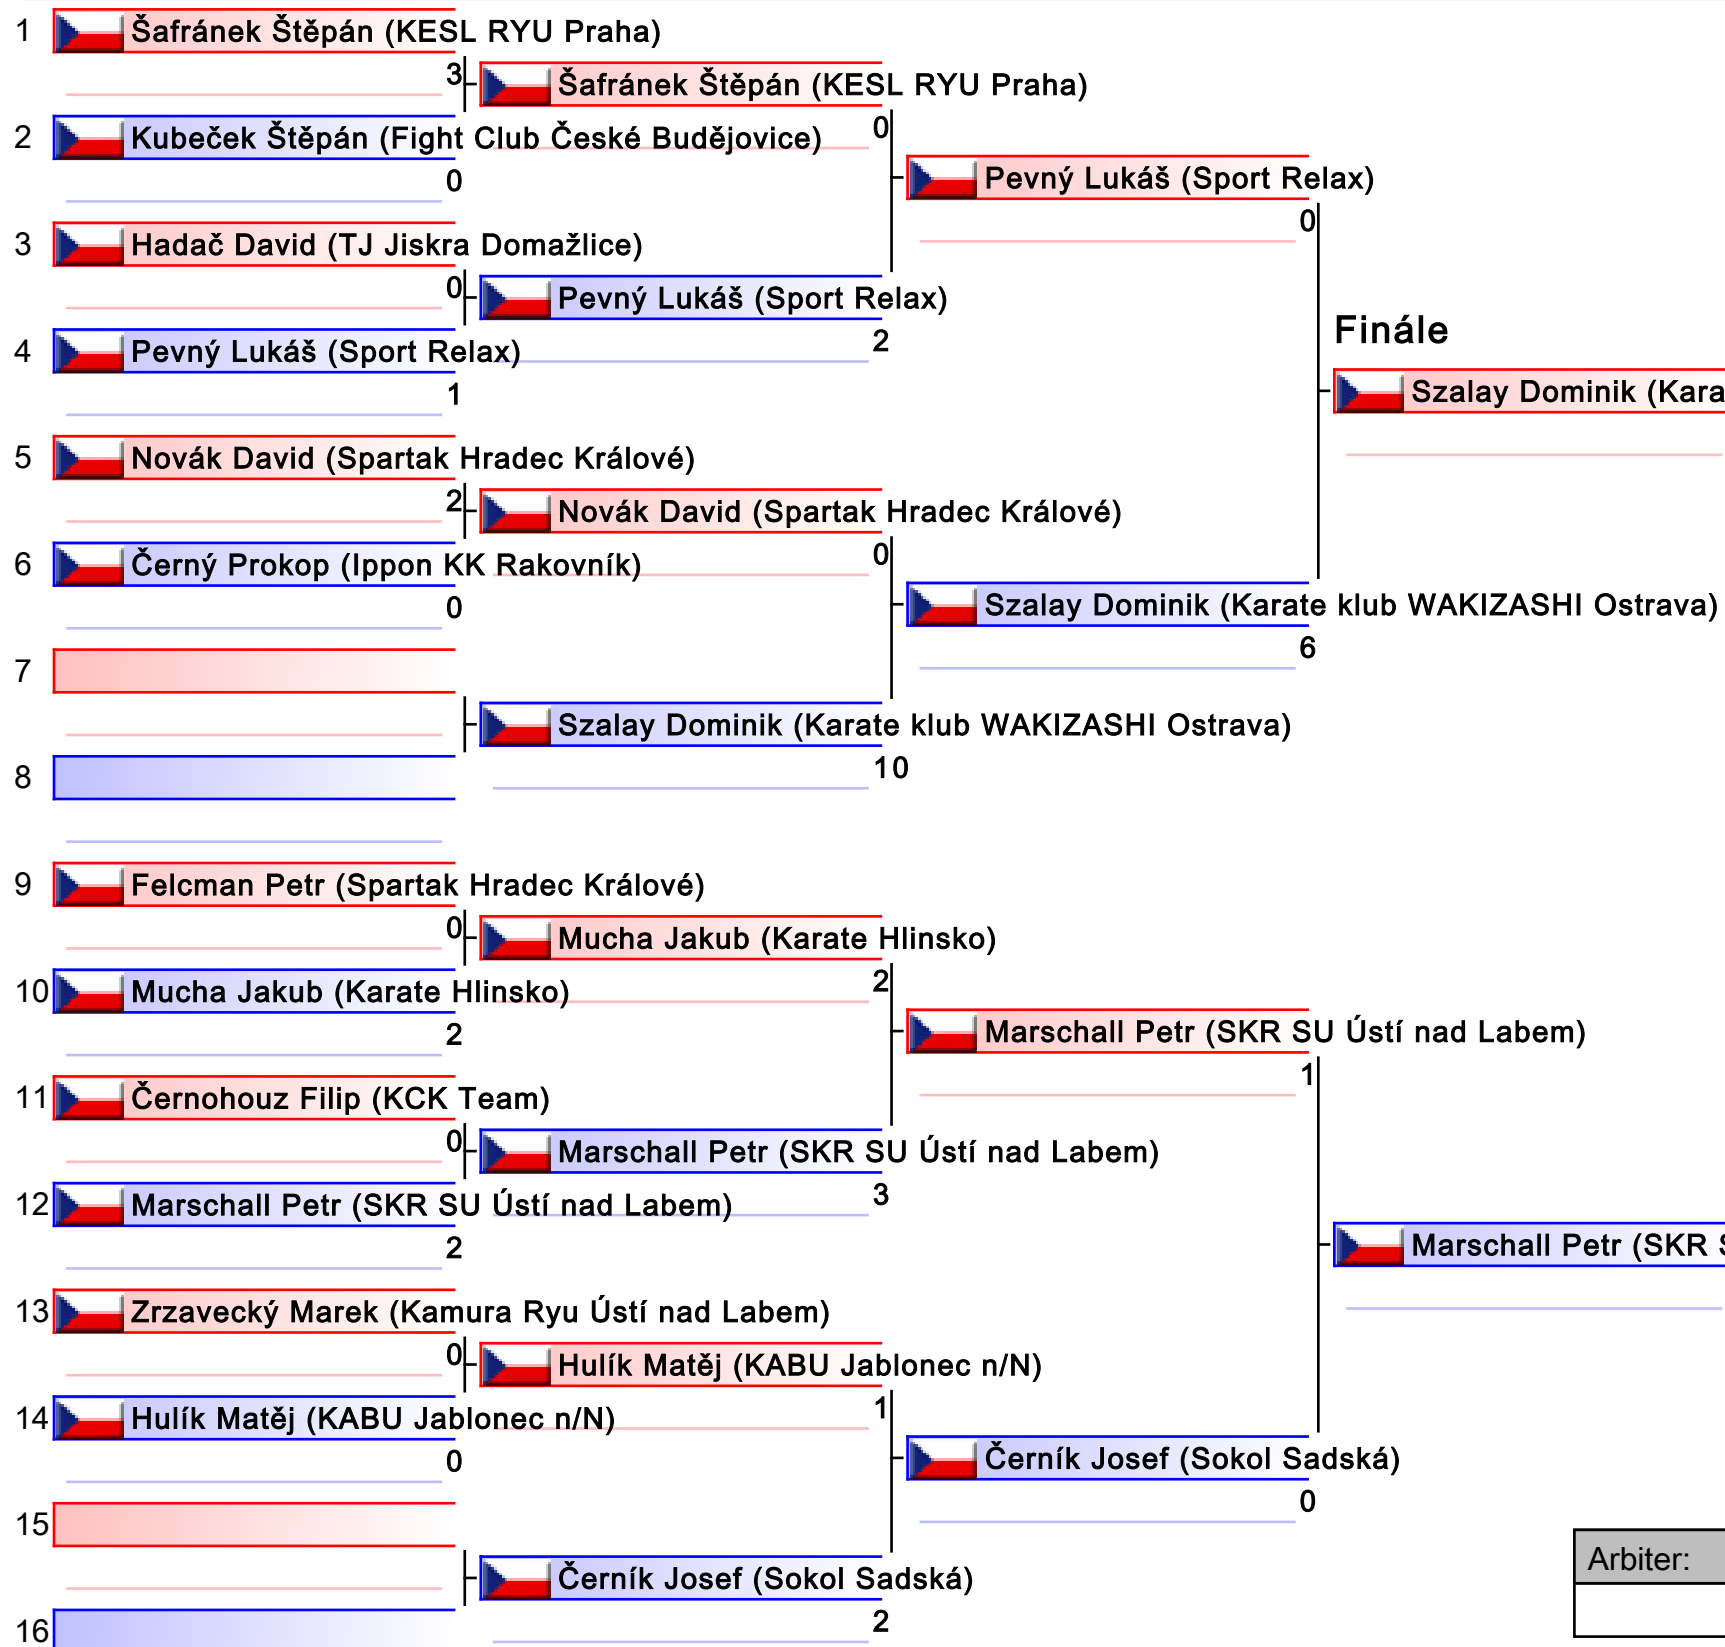 1 Šafránek Štěpán (KESL RYU Praha)
3 Šafránek Štěpán (KESL RYU Praha)
2 Kubeček Štěpán (Fight Club České Budějovice)
0
0
Pevný Lukáš (Sport Relax)
0
3 Hadač David (TJ Jiskra Domažlice)
0 Pevný Lukáš (Sport Relax)
2
4 Pevný Lukáš (Sport Relax)
1
Finále
Szalay Dominik (Kara
5 Novák David (Spartak Hradec Králové)
2 Novák David (Spartak Hradec Králové)
0
6 Černý Prokop (Ippon KK Rakovník)
0
Szalay Dominik (Karate klub WAKIZASHI Ostrava)
6
7
Szalay Dominik (Karate klub WAKIZASHI Ostrava)
10
8
9 Felcman Petr (Spartak Hradec Králové)
0 Mucha Jakub (Karate Hlinsko)
2
10 Mucha Jakub (Karate Hlinsko)
2
Marschall Petr (SKR SU Ústí nad Labem)
1
11 Černohouz Filip (KCK Team)
0 Marschall Petr (SKR SU Ústí nad Labem)
3
12 Marschall Petr (SKR SU Ústí nad Labem)
2
Marschall Petr (SKR S
13 Zrzavecký Marek (Kamura Ryu Ústí nad Labem)
0 Hulík Matěj (KABU Jablonec n/N)
1
14 Hulík Matěj (KABU Jablonec n/N)
0
Černík Josef (Sokol Sadská)
0
15
Arbiter:
Černík Josef (Sokol Sadská)
2
16